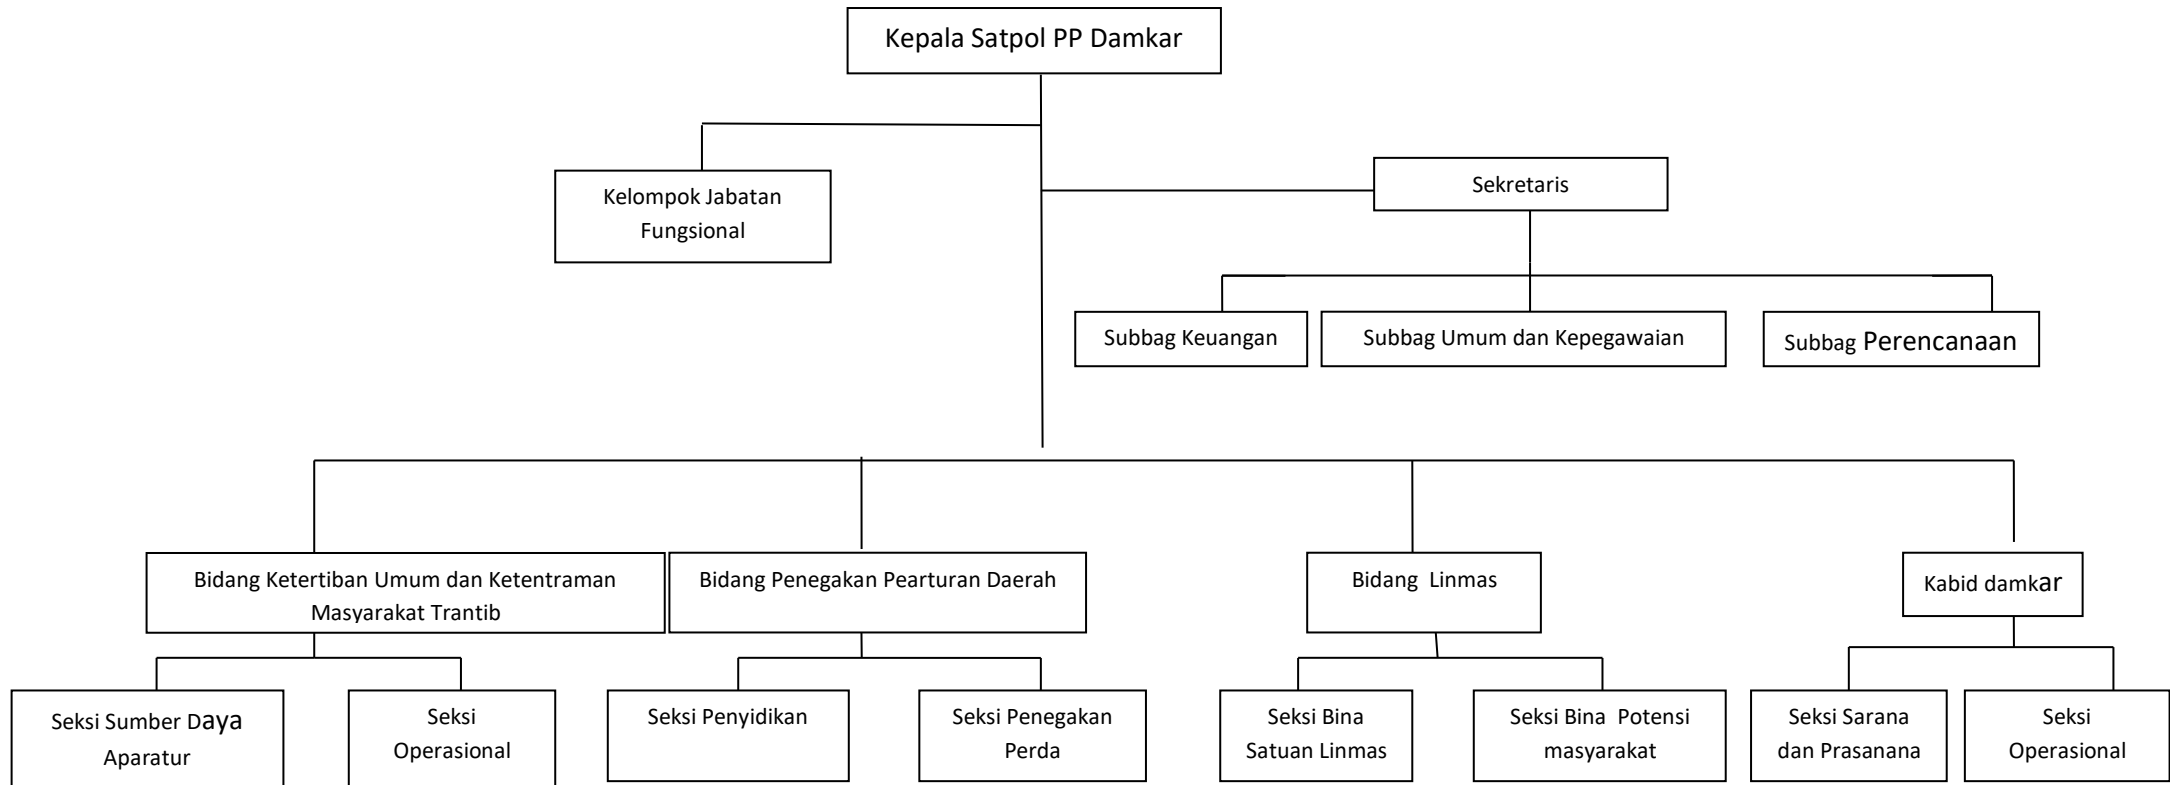 Kepala Satpol PP Damkar
Kelompok Jabatan
Fungsional
Sekretaris
Subbag Keuangan
Subbag Umum dan Kepegawaian
Subbag Perencanaan
Bidang Ketertiban Umum dan Ketentraman
Masyarakat Trantib
Bidang Penegakan Pearturan Daerah
Bidang  Linmas
Kabid damkar
Seksi Sumber Daya
Aparatur
Seksi
Operasional
Seksi Penyidikan
Seksi Penegakan
Perda
Seksi Bina
Satuan Linmas
Seksi Bina  Potensi
masyarakat
Seksi Sarana
dan Prasanana
Seksi
Operasional